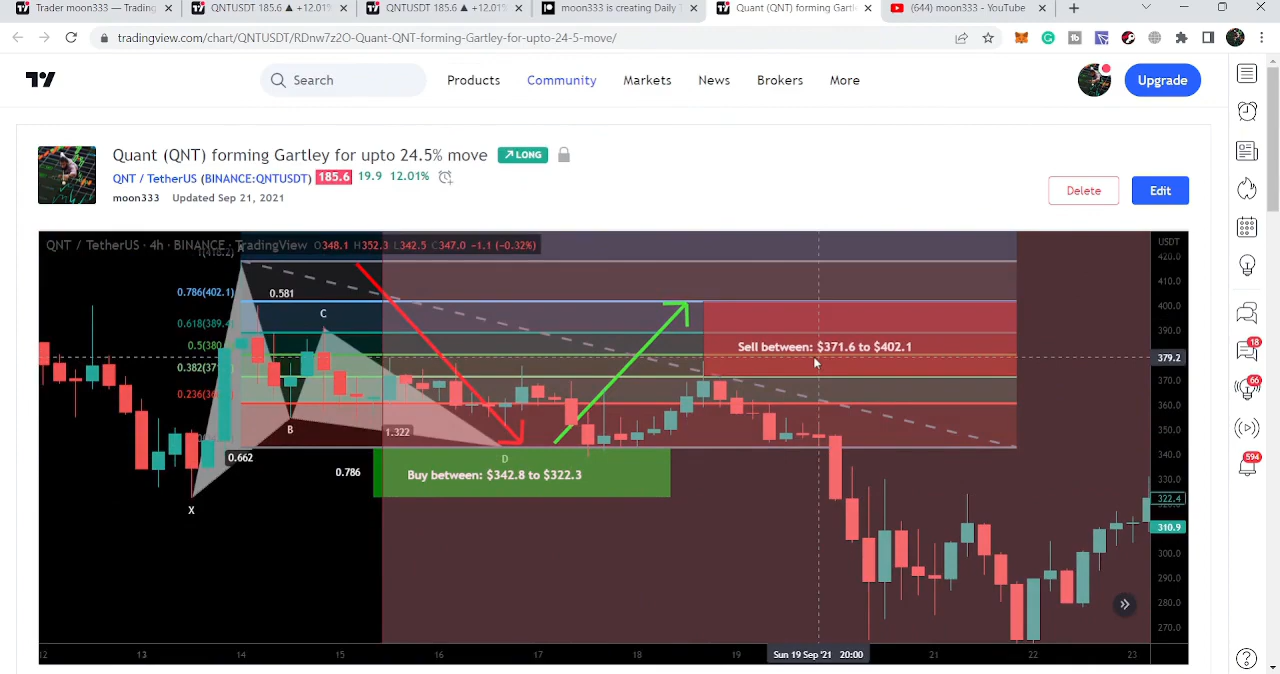 Trader moon333 — Trading
QNTUSDT 185.6 ▲ +12.01%
QNTUSDT 185.6 ▲ +12.01%
moon333 is creating Daily T
Quant (QNT) forming Gartle
(644) moon333 - YouTube
tradingview.com/chart/QNTUSDT/RDnw7z2O-Quant-QNT-forming-Gartley-for-upto-24-5-move/
Search
Products
Community
Markets
News
Brokers
More
Upgrade
Quant (QNT) forming Gartley for upto 24.5% move
LONG
QNT / TetherUS (BINANCE:QNTUSDT) 185.6 19.9 12.01%
moon333 Updated Sep 21, 2021
Delete
Edit
QNT / TetherUS · 4h · BINANCE · TradingView O348.1 H352.3 L342.5 C347.0 −1.1 (−0.32%)
USDT
1(418.2)
A
420.0
410.0
0.786(402.1)
0.581
400.0
C
0.618(389.4)
390.0
0.5(380
Sell between: $371.6 to $402.1
379.2
0.382(37
370.0
0.236(36
360.0
B
1.322
350.0
0.662
D
340.0
0.786
Buy between: $342.8 to $322.3
330.0
322.4
X
310.9
300.0
290.0
280.0
270.0
12
13
14
15
16
17
18
19
Sun 19 Sep '21 20:00
21
22
23
18
66
594